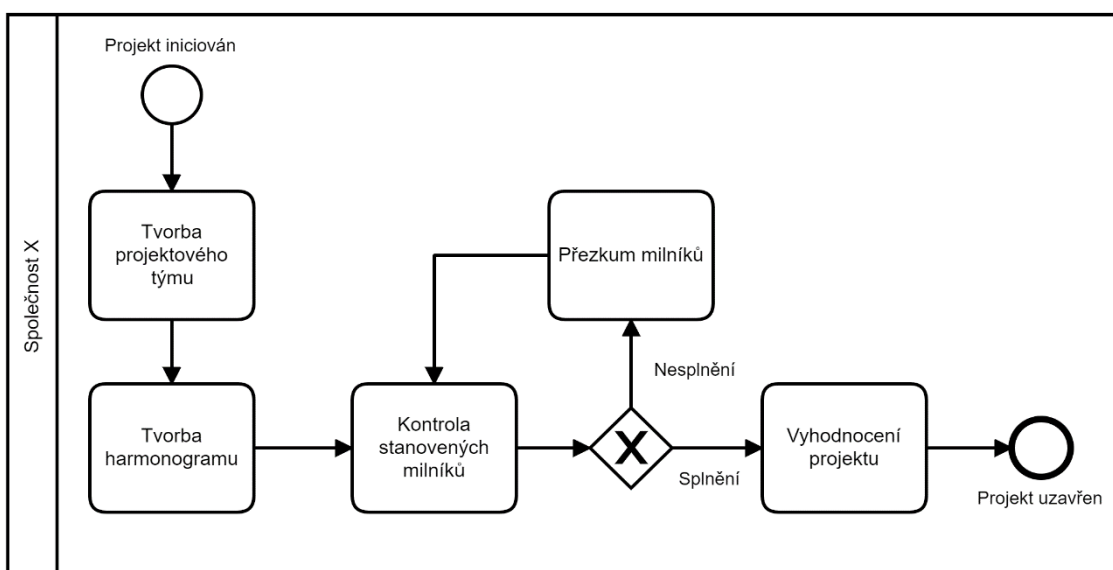 Projekt iniciován
Společnost X
Tvorba
projektového
týmu
Přezkum milníků
Nesplnění
Tvorba
harmonogramu
Kontrola
stanovených
milníků
X
Splnění
Vyhodnocení
projektu
Projekt uzavřen